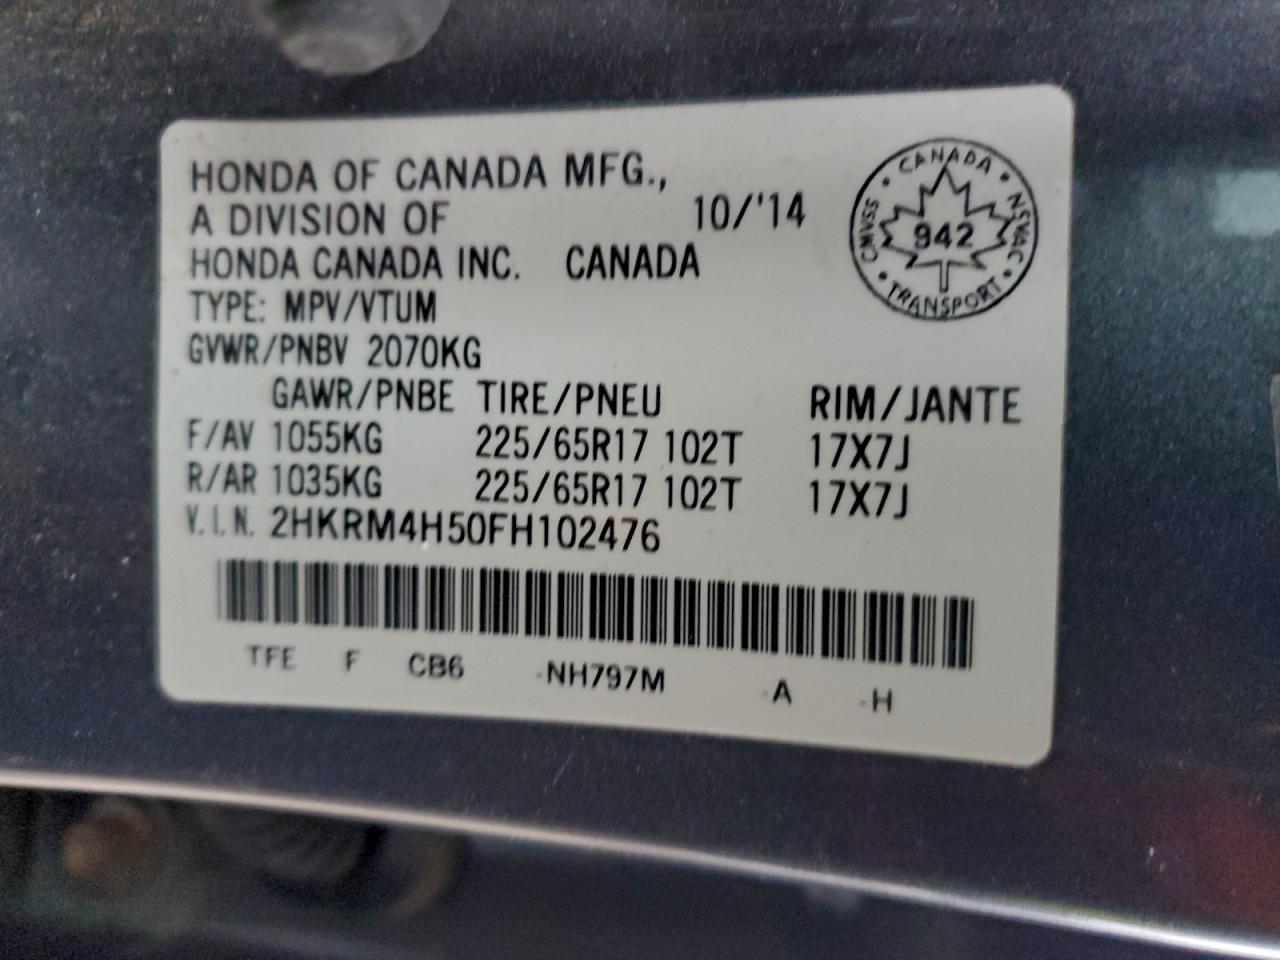 HONDA OF CANADA MFG.,
A DIVISION OF 10/'14
HONDA CANADA INC. CANADA
TYPE: MPV/VTUM
GVWR/PNBV 2070KG
GAWR/PNBE TIRE/PNEU RIM/JANTE
F/AV 1055KG 225/65R17 102T 17X7J
R/AR 1035KG 225/65R17 102T 17X7J
V.I.N. 2HKRM4H50FH102476
TFE F CB6 -NH797M -A -H
CANADA • NSVAC • TRANSPORT • CMVSS •
942